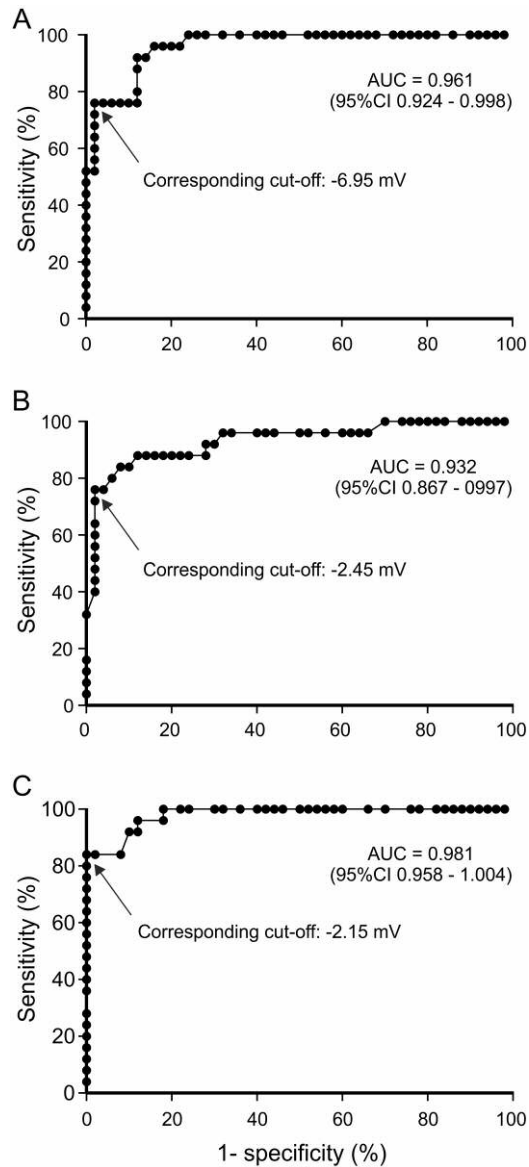 A
100
80
60
40
20
0
Sensitivity (%)
AUC = 0.961
(95%CI 0.924 - 0.998)
Corresponding cut-off: -6.95 mV
0 20 40 60 80 100
B
100
80
60
40
20
0
Sensitivity (%)
AUC = 0.932
(95%CI 0.867 - 0997)
Corresponding cut-off: -2.45 mV
0 20 40 60 80 100
C
100
80
60
40
20
0
Sensitivity (%)
AUC = 0.981
(95%CI 0.958 - 1.004)
Corresponding cut-off: -2.15 mV
0 20 40 60 80 100
1- specificity (%)